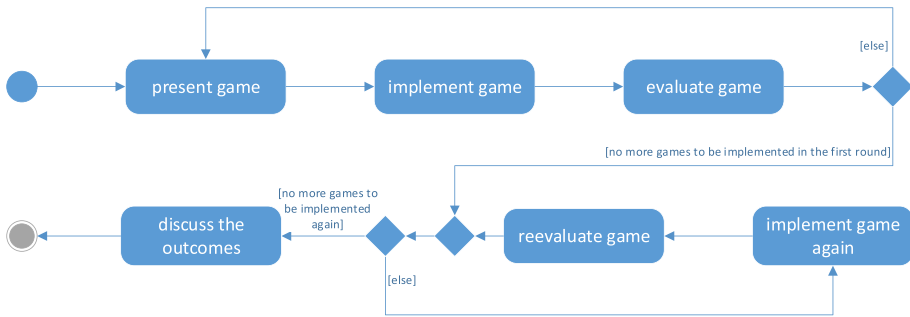 [else]
present game
implement game
evaluate game
[no more games to be implemented in the first round]
[no more games to
be implemented
again]
discuss the
outcomes
reevaluate game
implement game
again
[else]